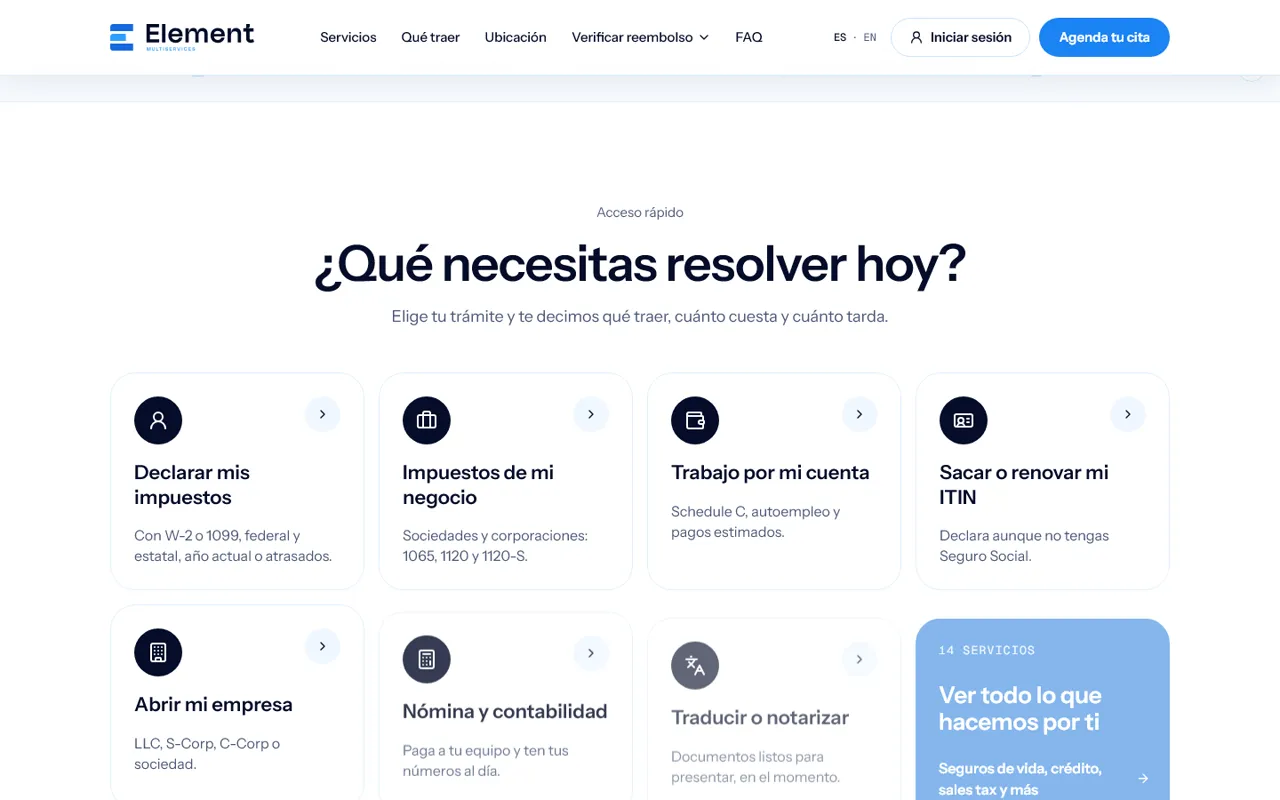 Element
MULTISERVICES
Servicios
Qué traer
Ubicación
Verificar reembolso
FAQ
ES · EN
Iniciar sesión
Agenda tu cita
Acceso rápido
¿Qué necesitas resolver hoy?
Elige tu trámite y te decimos qué traer, cuánto cuesta y cuánto tarda.
Declarar mis
impuestos
Con W-2 o 1099, federal y
estatal, año actual o atrasados.
Impuestos de mi
negocio
Sociedades y corporaciones:
1065, 1120 y 1120-S.
Trabajo por mi cuenta
Schedule C, autoempleo y
pagos estimados.
Sacar o renovar mi
ITIN
Declara aunque no tengas
Seguro Social.
Abrir mi empresa
LLC, S-Corp, C-Corp o
sociedad.
Nómina y contabilidad
Paga a tu equipo y ten tus
números al día.
Traducir o notarizar
Documentos listos para
presentar, en el momento.
14 SERVICIOS
Ver todo lo que
hacemos por ti
Seguros de vida, crédito,
sales tax y más